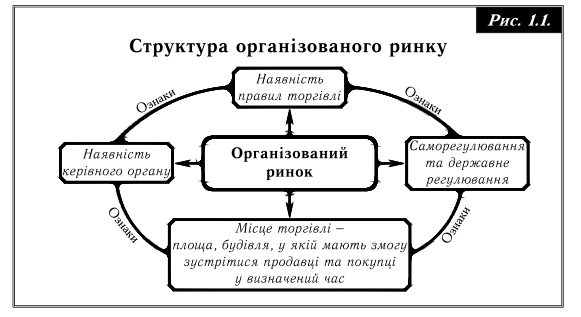 Рис. 1.1.
Структура організованого ринку
Наявність
правил торгівлі
Ознаки
Ознаки
Наявність
керівного органу
Організований
ринок
Саморегулювання
та державне
регулювання
Ознаки
Ознаки
Місце торгівлі –
площа, будівля, у якій мають змогу
зустрітися продавці та покупці
у визначений час